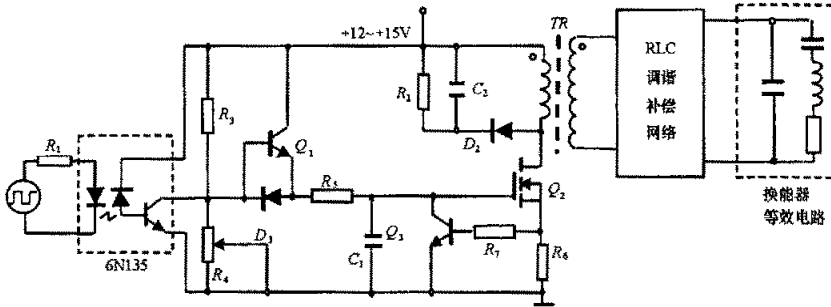 +12~+15V
TR
RLC
调谐
补偿
网络
R₁
6N135
R₃
R₄
Q₁
D₁
R₅
C₁
Q₃
R₂
C₂
D₂
Q₂
R₇
R₆
换能器
等效电路